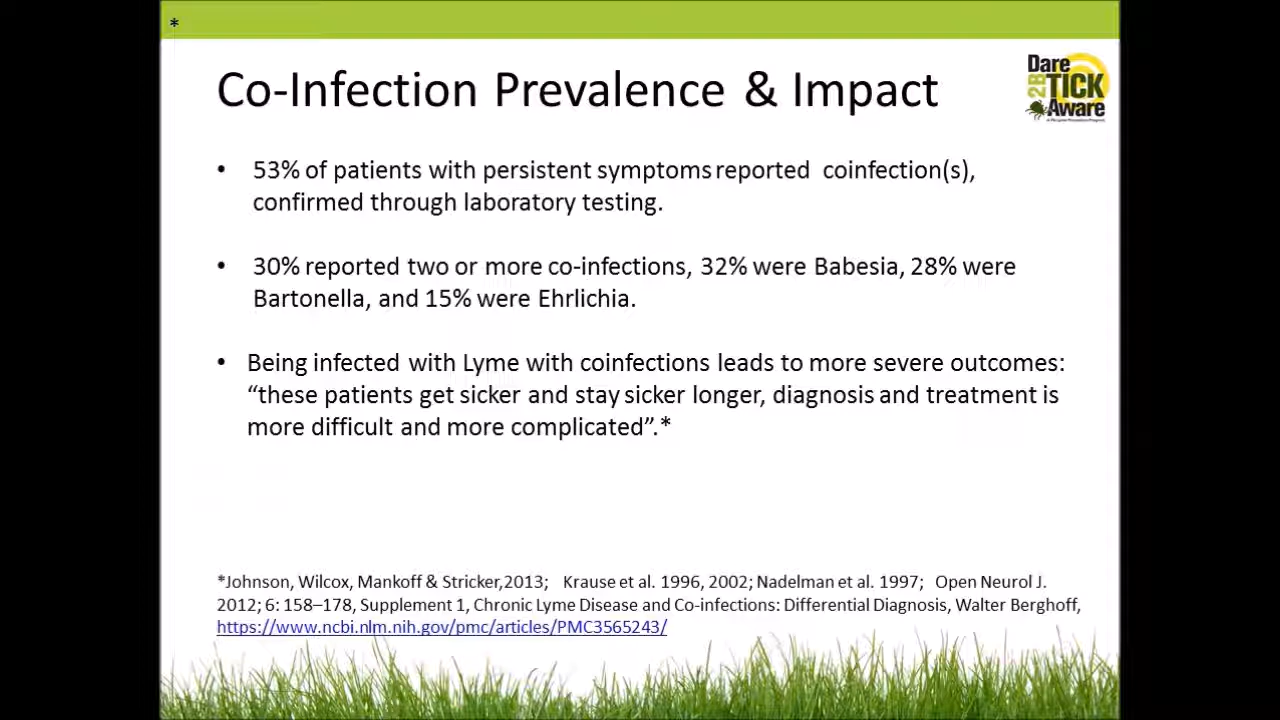 *
Co-Infection Prevalence & Impact
Dare
2B
TICK
Aware
• 53% of patients with persistent symptoms reported coinfection(s),
confirmed through laboratory testing.
• 30% reported two or more co-infections, 32% were Babesia, 28% were
Bartonella, and 15% were Ehrlichia.
• Being infected with Lyme with coinfections leads to more severe outcomes:
“these patients get sicker and stay sicker longer, diagnosis and treatment is
more difficult and more complicated”.*
*Johnson, Wilcox, Mankoff & Stricker,2013; Krause et al. 1996, 2002; Nadelman et al. 1997; Open Neurol J.
2012; 6: 158–178, Supplement 1, Chronic Lyme Disease and Co-infections: Differential Diagnosis, Walter Berghoff,
https://www.ncbi.nlm.nih.gov/pmc/articles/PMC3565243/